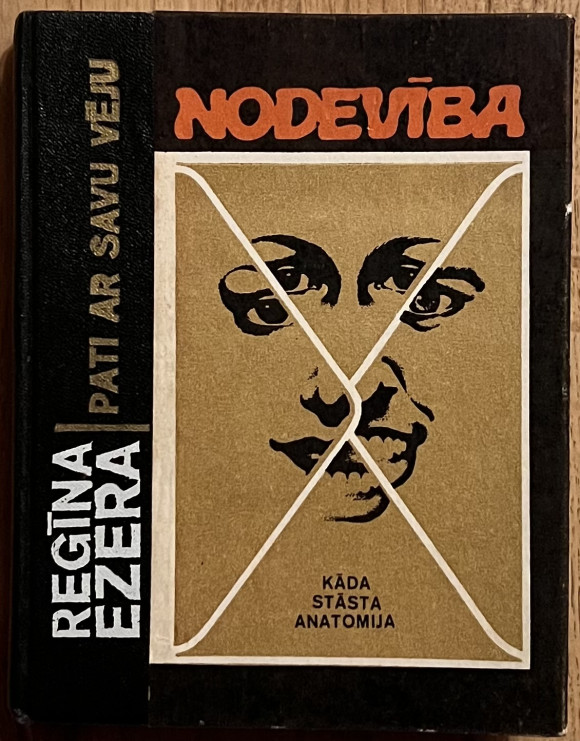 REGĪNA
EZERA
PATI AR SAVU VĒJU
NODEVĪBA
KĀDA
STĀSTA
ANATOMIJA